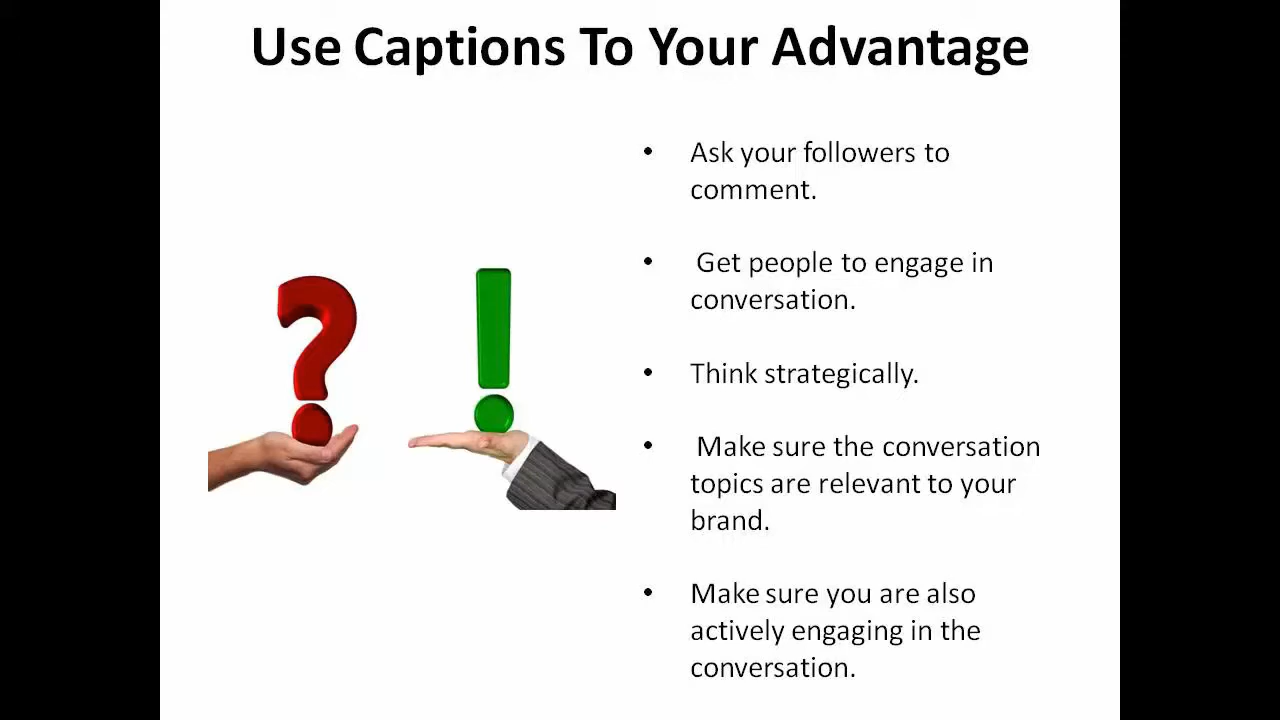 Use Captions To Your Advantage
• Ask your followers to
comment.
• Get people to engage in
conversation.
• Think strategically.
• Make sure the conversation
topics are relevant to your
brand.
• Make sure you are also
actively engaging in the
conversation.
? !